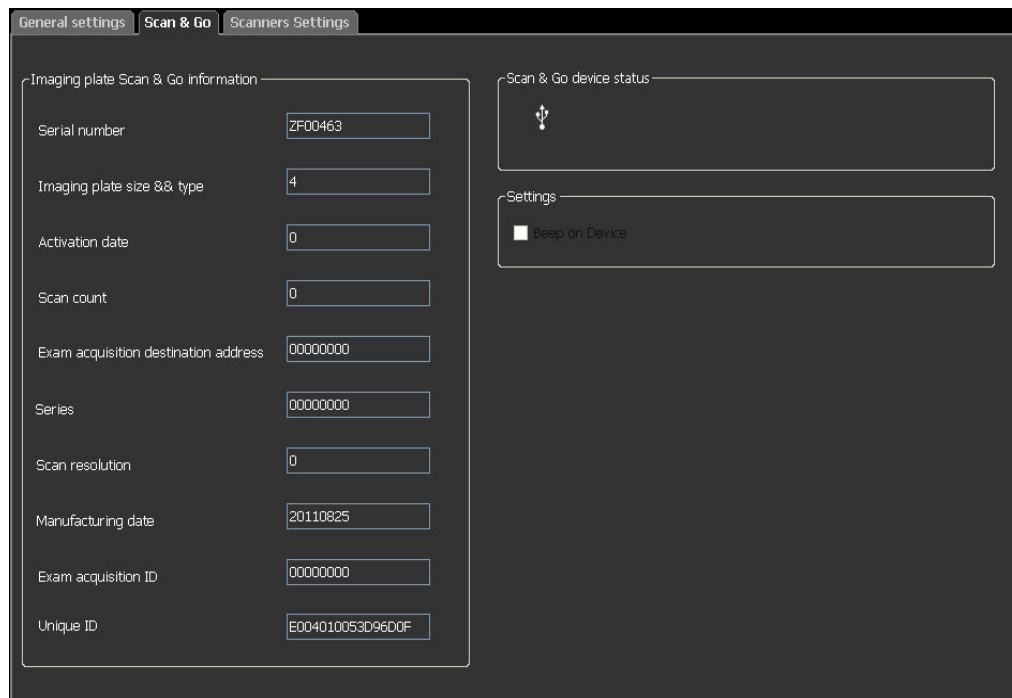 General settings Scan & Go Scanners Settings
Imaging plate Scan & Go information
Serial number ZF00463
Imaging plate size && type 4
Activation date 0
Scan count 0
Exam acquisition destination address 00000000
Series 00000000
Scan resolution 0
Manufacturing date 20110825
Exam acquisition ID 00000000
Unique ID E004010053D96D0F
Scan & Go device status
Settings
Beep on Device